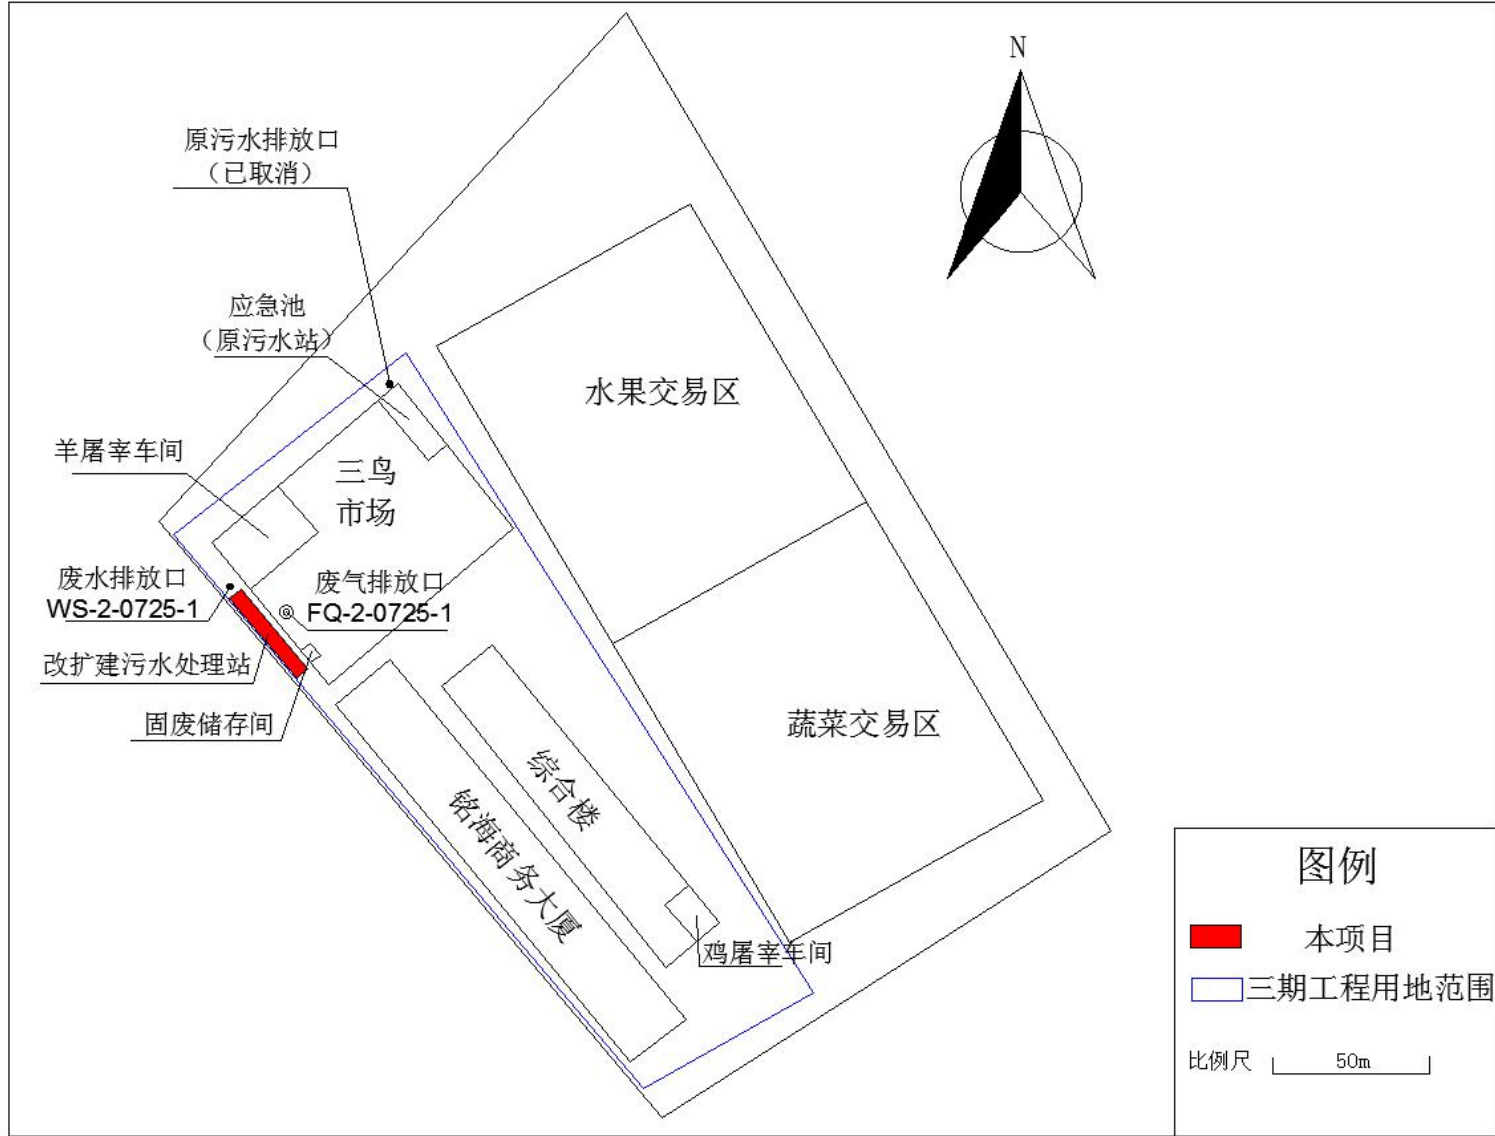 N
原污水排放口
（已取消）
应急池
（原污水站）
水果交易区
羊屠宰车间
三鸟
市场
废水排放口
WS-2-0725-1
废气排放口
FQ-2-0725-1
改扩建污水处理站
固废储存间
蔬菜交易区
综合楼
铭海商务大厦
鸡屠宰车间
图例
本项目
三期工程用地范围
比例尺
50m